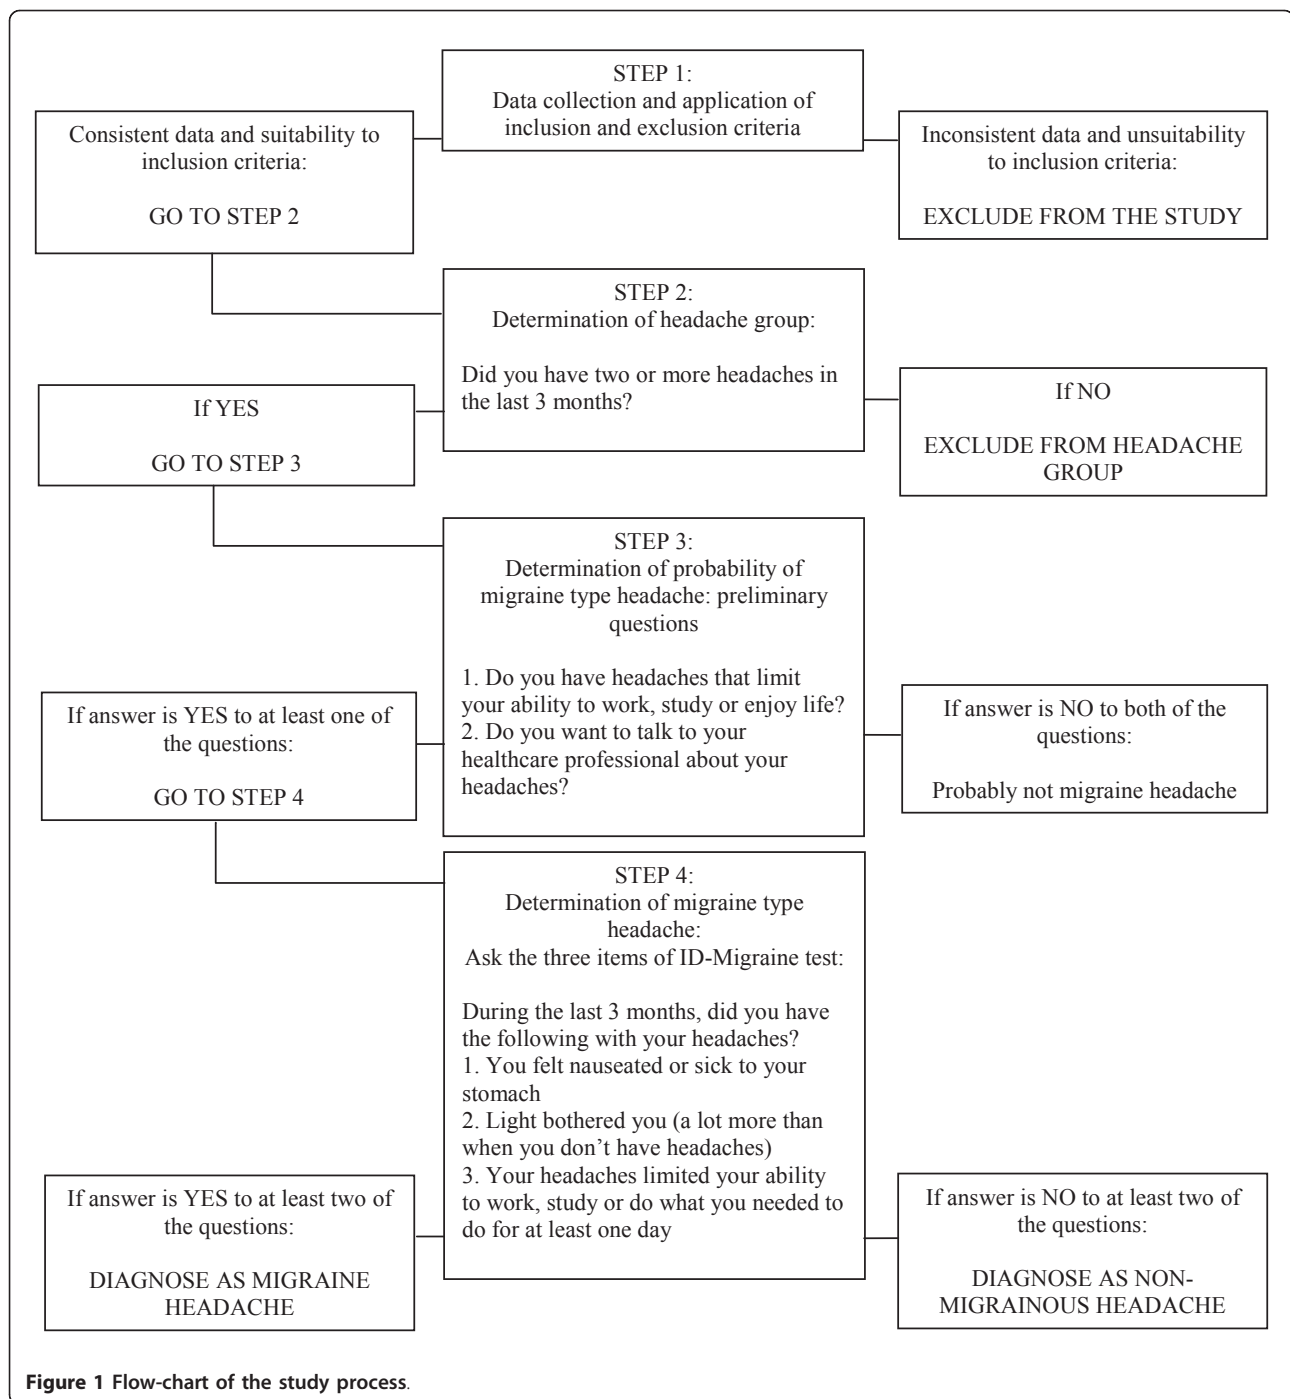 STEP 1:
Data collection and application of
inclusion and exclusion criteria
Consistent data and suitability to
inclusion criteria:
GO TO STEP 2
Inconsistent data and unsuitability
to inclusion criteria:
EXCLUDE FROM THE STUDY
STEP 2:
Determination of headache group:
Did you have two or more headaches in
the last 3 months?
If YES
GO TO STEP 3
If NO
EXCLUDE FROM HEADACHE
GROUP
STEP 3:
Determination of probability of
migraine type headache: preliminary
questions
1. Do you have headaches that limit
your ability to work, study or enjoy life?
2. Do you want to talk to your
healthcare professional about your
headaches?
If answer is YES to at least one of
the questions:
GO TO STEP 4
If answer is NO to both of the
questions:
Probably not migraine headache
STEP 4:
Determination of migraine type
headache:
Ask the three items of ID-Migraine test:
During the last 3 months, did you have
the following with your headaches?
1. You felt nauseated or sick to your
stomach
2. Light bothered you (a lot more than
when you don’t have headaches)
3. Your headaches limited your ability
to work, study or do what you needed to
do for at least one day
If answer is YES to at least two of
the questions:
DIAGNOSE AS MIGRAINE
HEADACHE
If answer is NO to at least two of
the questions:
DIAGNOSE AS NON-
MIGRAINOUS HEADACHE
Figure 1 Flow-chart of the study process.